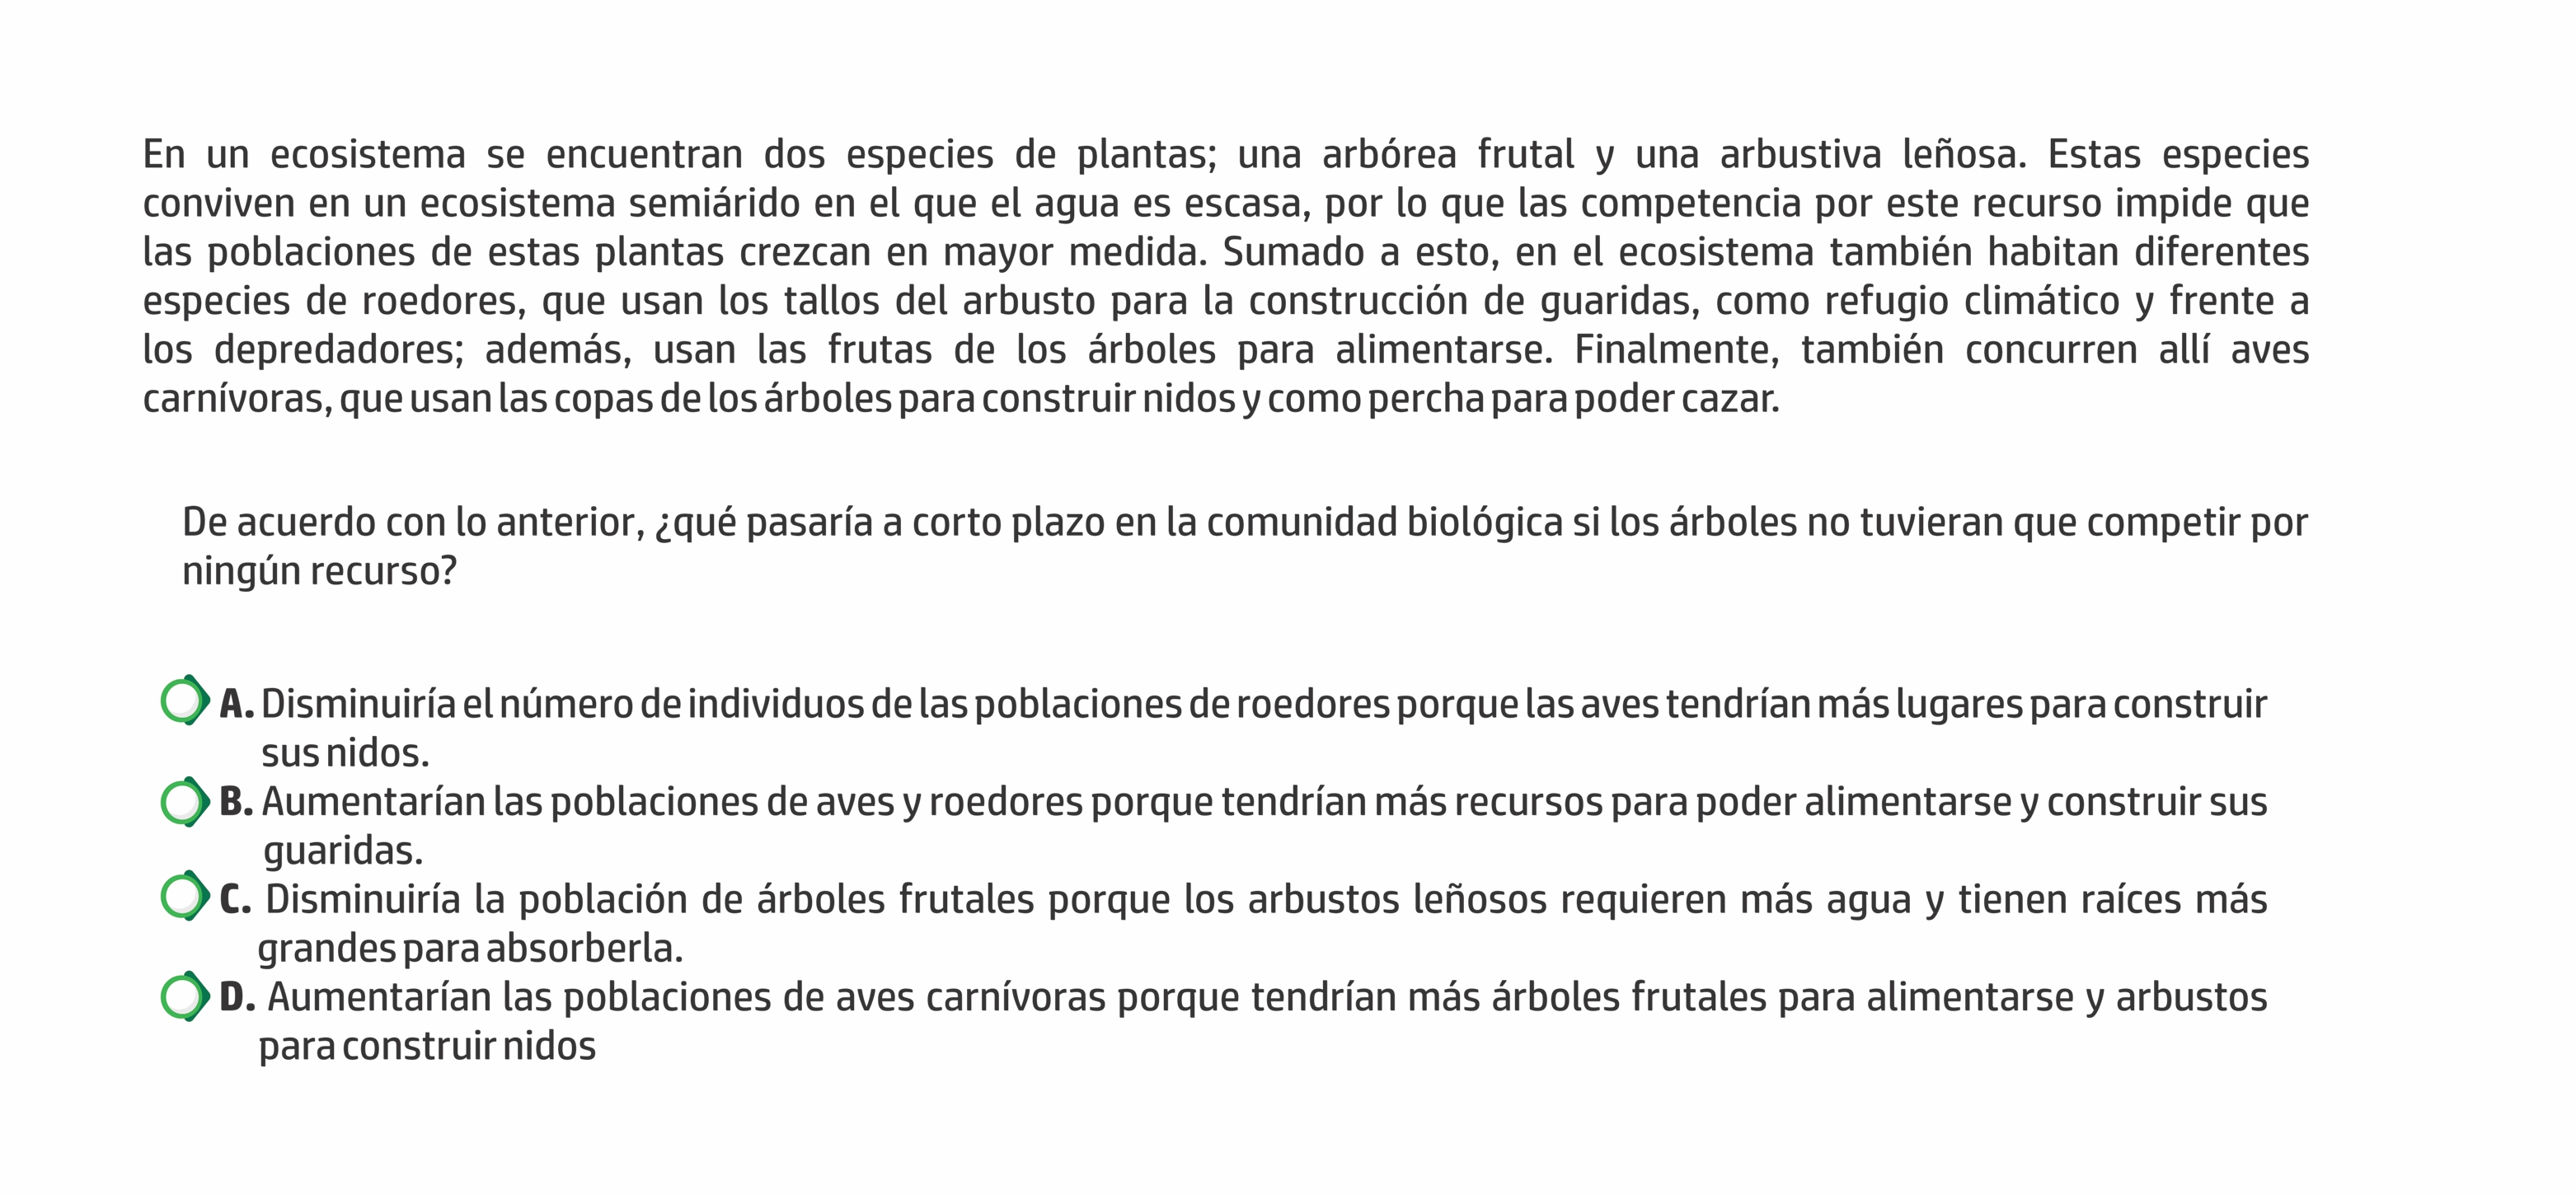 En un ecosistema se encuentran dos especies de plantas; una arbórea frutal y una arbustiva leñosa. Estas especies
conviven en un ecosistema semiárido en el que el agua es escasa, por lo que las competencia por este recurso impide que
las poblaciones de estas plantas crezcan en mayor medida. Sumado a esto, en el ecosistema también habitan diferentes
especies de roedores, que usan los tallos del arbusto para la construcción de guaridas, como refugio climático y frente a
los depredadores; además, usan las frutas de los árboles para alimentarse. Finalmente, también concurren allí aves
carnívoras, que usan las copas de los árboles para construir nidos y como percha para poder cazar.
De acuerdo con lo anterior, ¿qué pasaría a corto plazo en la comunidad biológica si los árboles no tuvieran que competir por
ningún recurso?
A. Disminuiría el número de individuos de las poblaciones de roedores porque las aves tendrían más lugares para construir
sus nidos.
B. Aumentarían las poblaciones de aves y roedores porque tendrían más recursos para poder alimentarse y construir sus
guaridas.
C. Disminuiría la población de árboles frutales porque los arbustos leñosos requieren más agua y tienen raíces más
grandes para absorberla.
D. Aumentarían las poblaciones de aves carnívoras porque tendrían más árboles frutales para alimentarse y arbustos
para construir nidos